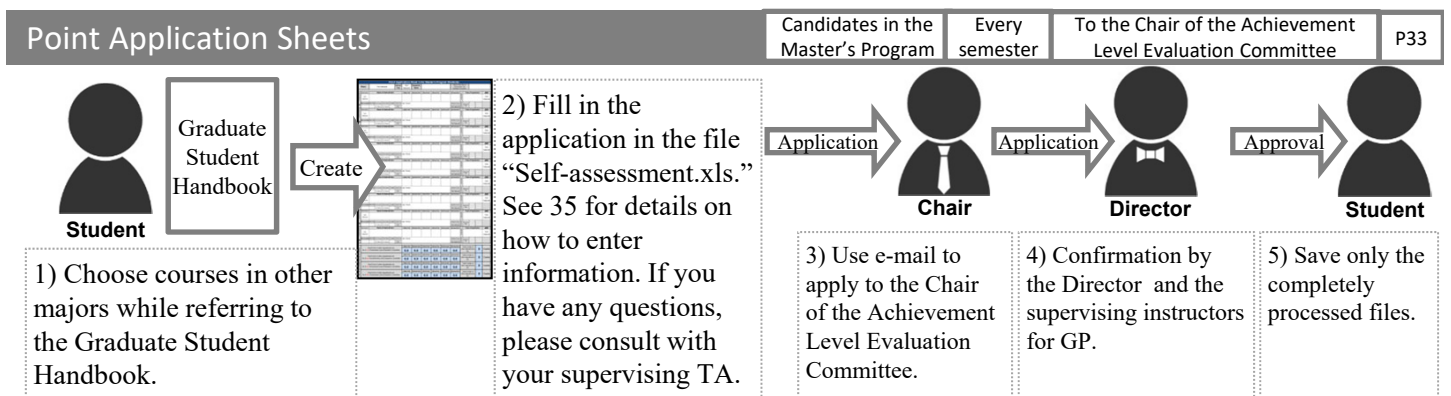 Point Application Sheets
Candidates in the
Master's Program
Every
semester
To the Chair of the Achievement
Level Evaluation Committee
P33
Student
Graduate
Student
Handbook
Create
2) Fill in the
application in the file
“Self-assessment.xls.”
See 35 for details on
how to enter
information. If you
have any questions,
please consult with
your supervising TA.
Application
Chair
Application
Director
Approval
Student
1) Choose courses in other
majors while referring to
the Graduate Student
Handbook.
3) Use e-mail to
apply to the Chair
of the Achievement
Level Evaluation
Committee.
4) Confirmation by
the Director and the
supervising instructors
for GP.
5) Save only the
completely
processed files.